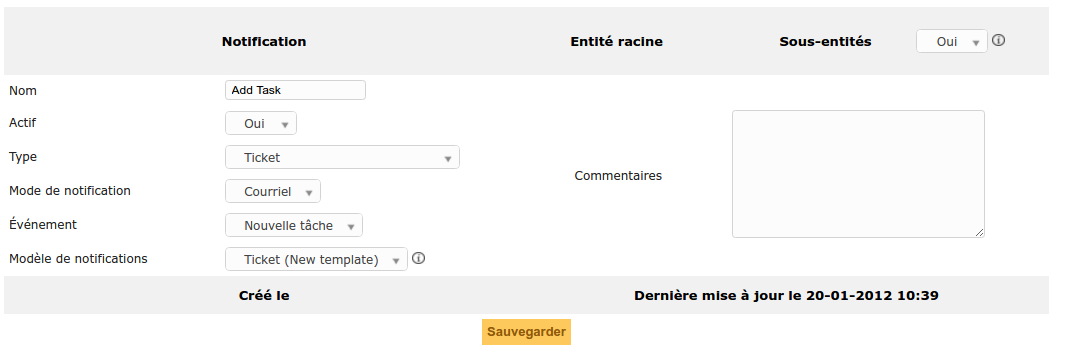 Notification Entité racine Sous-entités Oui
Nom Add Task
Actif Oui
Type Ticket
Mode de notification Courriel
Commentaires
Événement Nouvelle tâche
Modèle de notifications Ticket (New template)
Créé le Dernière mise à jour le 20-01-2012 10:39
Sauvegarder